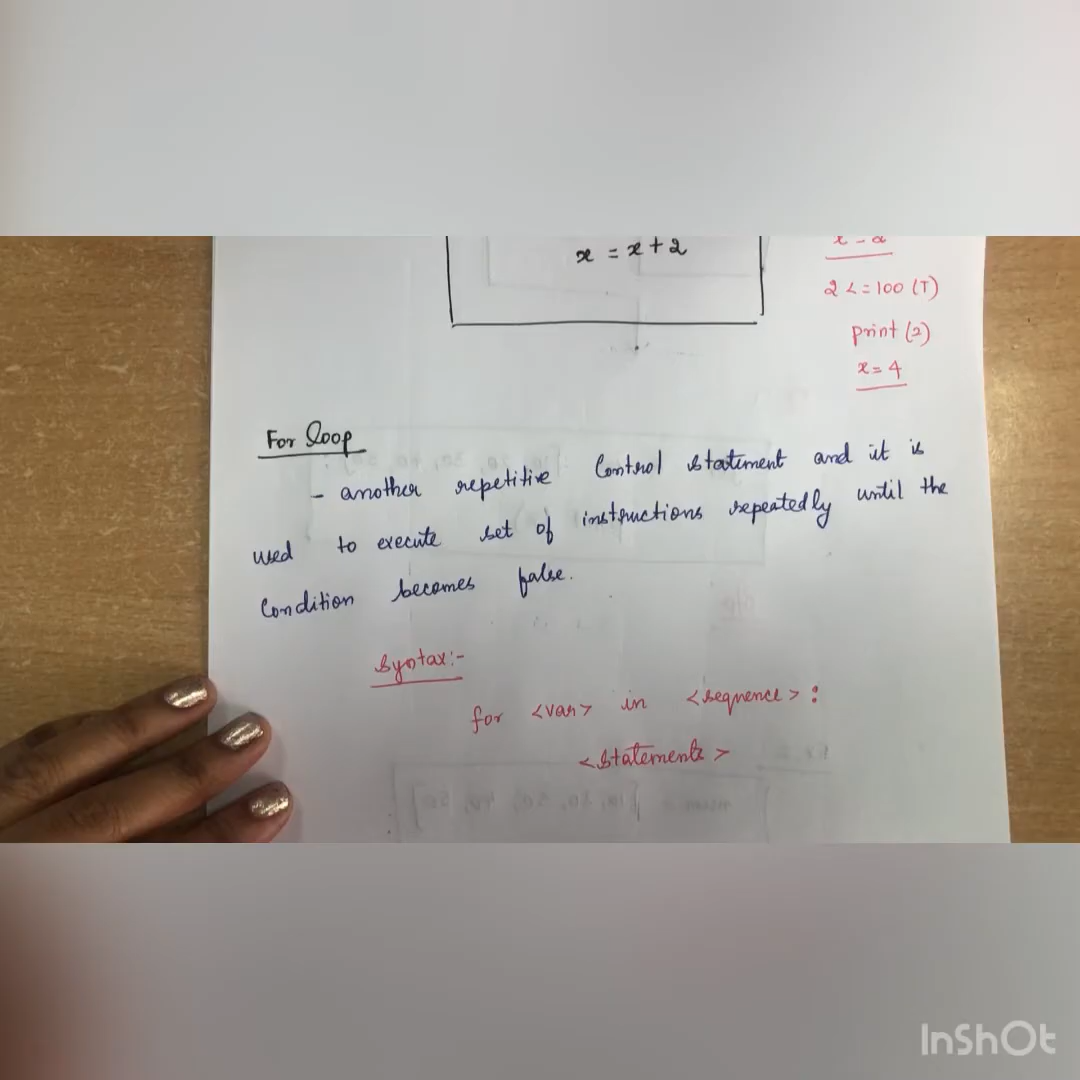 x = x + 2
2 <= 100 (T)
print (2)
x = 4
For loop
- another repetitive Control statement and it is
used to execute set of instructions repeatedly until the
Condition becomes false.
Syntax:-
for <var> in <sequence> :
<statements>
InShOt